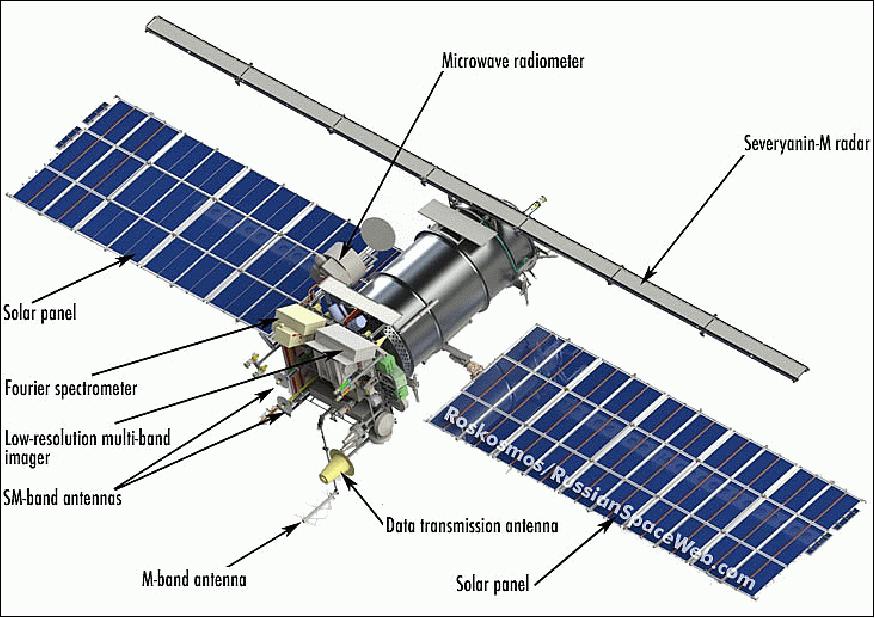 Microwave radiometer
Severyanin-M radar
Solar panel
Fourier spectrometer
Low-resolution multi-band
imager
SM-band antennas
Roskosmos/RussianSpaceWeb.com
Data transmission antenna
M-band antenna
Solar panel